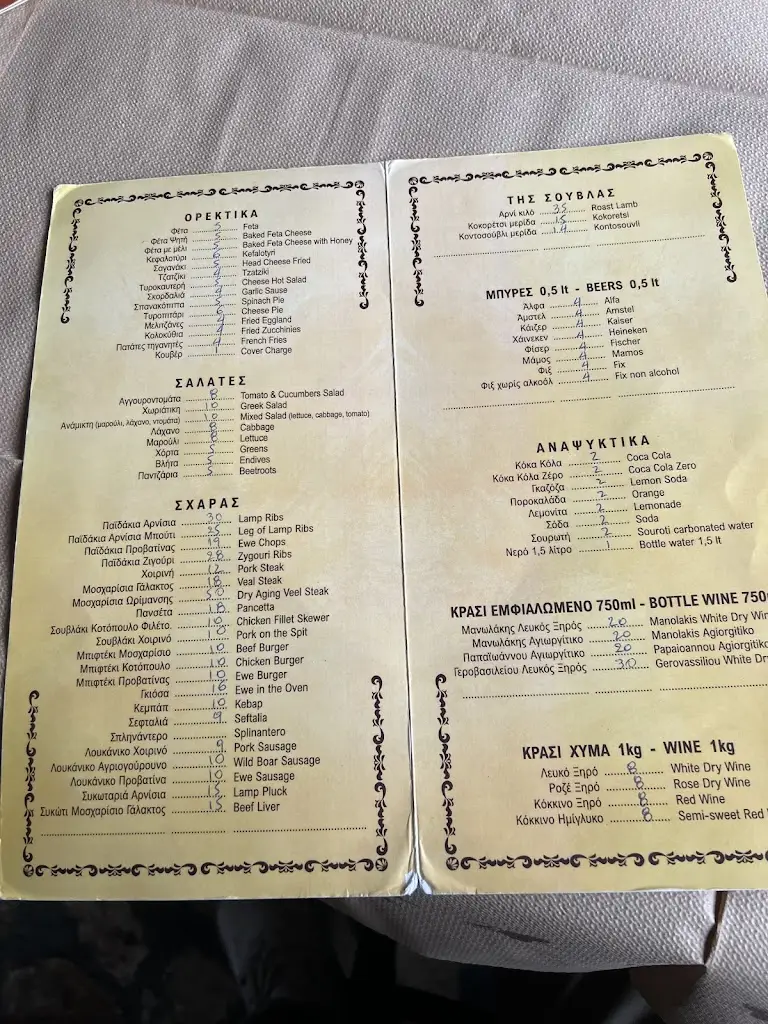 ΟΡΕΚΤΙΚΑ
Φέτα 5 Feta
Φέτα Ψητή 5 Baked Feta Cheese
Φέτα με μέλι 5 Baked Feta Cheese with Honey
Κεφαλοτύρι 6 Kefalotyri
Σαγανάκι 5 Head Cheese Fried
Τζατζίκι 4 Tzatziki
Τυροκαυτερή Cheese Hot Salad
Σκορδαλιά 4 Garlic Sause
Σπανακόπιτα 5 Spinach Pie
Τυροπιτάρι 6 Cheese Pie
Μελιτζάνες 4 Fried Eggland
Κολοκύθια 4 Fried Zucchinies
Πατάτες τηγανητές 4 French Fries
Κουβέρ 1 Cover Charge
ΣΑΛΑΤΕΣ
Αγγουροντομάτα 8 Tomato & Cucumbers Salad
Χωριάτικη 10 Greek Salad
Ανάμικτη (μαρούλι, λάχανο, ντομάτα) 10 Mixed Salad (lettuce, cabbage, tomato)
Λάχανο 8 Cabbage
Μαρούλι 8 Lettuce
Χόρτα 5 Greens
Βλήτα 5 Endives
Παντζάρια 5 Beetroots
ΣΧΑΡΑΣ
Παϊδάκια Αρνίσια 30 Lamp Ribs
Παϊδάκια Αρνίσια Μπούτι 25 Leg of Lamp Ribs
Παϊδάκια Προβατίνας 19 Ewe Chops
Παϊδάκια Ζιγούρι 28 Zygouri Ribs
Χοιρινή 12 Pork Steak
Μοσχαρίσια Γάλακτος 18 Veal Steak
Μοσχαρίσια Ωρίμανσης 50 Dry Aging Veel Steak
Πανσέτα 18 Pancetta
Σουβλάκι Κοτόπουλο Φιλέτο 10 Chicken Fillet Skewer
Σουβλάκι Χοιρινό 10 Pork on the Spit
Μπιφτέκι Μοσχαρίσιο 10 Beef Burger
Μπιφτέκι Κοτόπουλο 10 Chicken Burger
Μπιφτέκι Προβατίνας 10 Ewe Burger
Γκιόσα 16 Ewe in the Oven
Κεμπάπ 10 Kebap
Σεφταλιά 9 Seftalia
Σπληνάντερο Splinantero
Λουκάνικο Χοιρινό 9 Pork Sausage
Λουκάνικο Αγριογούρουνο 10 Wild Boar Sausage
Λουκάνικο Προβατίνα 10 Ewe Sausage
Συκωταριά Αρνίσια 15 Lamp Pluck
Συκώτι Μοσχαρίσιο Γάλακτος 15 Beef Liver
ΤΗΣ ΣΟΥΒΛΑΣ
Αρνί κιλό 35 Roast Lamb
Κοκορέτσι μερίδα 15 Kokoretsi
Κοντοσούβλι μερίδα 14 Kontosouvli
ΜΠΥΡΕΣ 0,5 lt - BEERS 0,5 lt
Άλφα 4 Alfa
Άμστελ 4 Amstel
Κάιζερ 4 Kaiser
Χάινεκεν 4 Heineken
Φίσερ 4 Fischer
Μάμος 4 Mamos
Φιξ 4 Fix
Φιξ χωρίς αλκοόλ 4 Fix non alcohol
ΑΝΑΨΥΚΤΙΚΑ
Κόκα Κόλα 2 Coca Cola
Κόκα Κόλα Ζέρο 2 Coca Cola Zero
Γκαζόζα 2 Lemon Soda
Ποροκαλάδα 2 Orange
Λεμονίτα 2 Lemonade
Σόδα 2 Soda
Σουρωτή 2 Souroti carbonated water
Νερό 1,5 λίτρο 1 Bottle water 1,5 lt
ΚΡΑΣΙ ΕΜΦΙΑΛΩΜΕΝΟ 750ml - BOTTLE WINE 750
Μανωλάκης Λευκός Ξηρός 20 Manolakis White Dry Win
Μανωλάκης Αγιωργίτικο 20 Manolakis Agiorgitiko
Παπαϊωάννου Αγιωργίτικο 20 Papaioannou Agiorgitiko
Γεροβασιλείου Λευκός Ξηρός 30 Gerovassiliou White Dry
ΚΡΑΣΙ ΧΥΜΑ 1kg - WINE 1kg
Λευκό Ξηρό 8 White Dry Wine
Ροζέ Ξηρό 8 Rose Dry Wine
Κόκκινο Ξηρό 8 Red Wine
Κόκκινο Ημίγλυκο 8 Semi-sweet Red